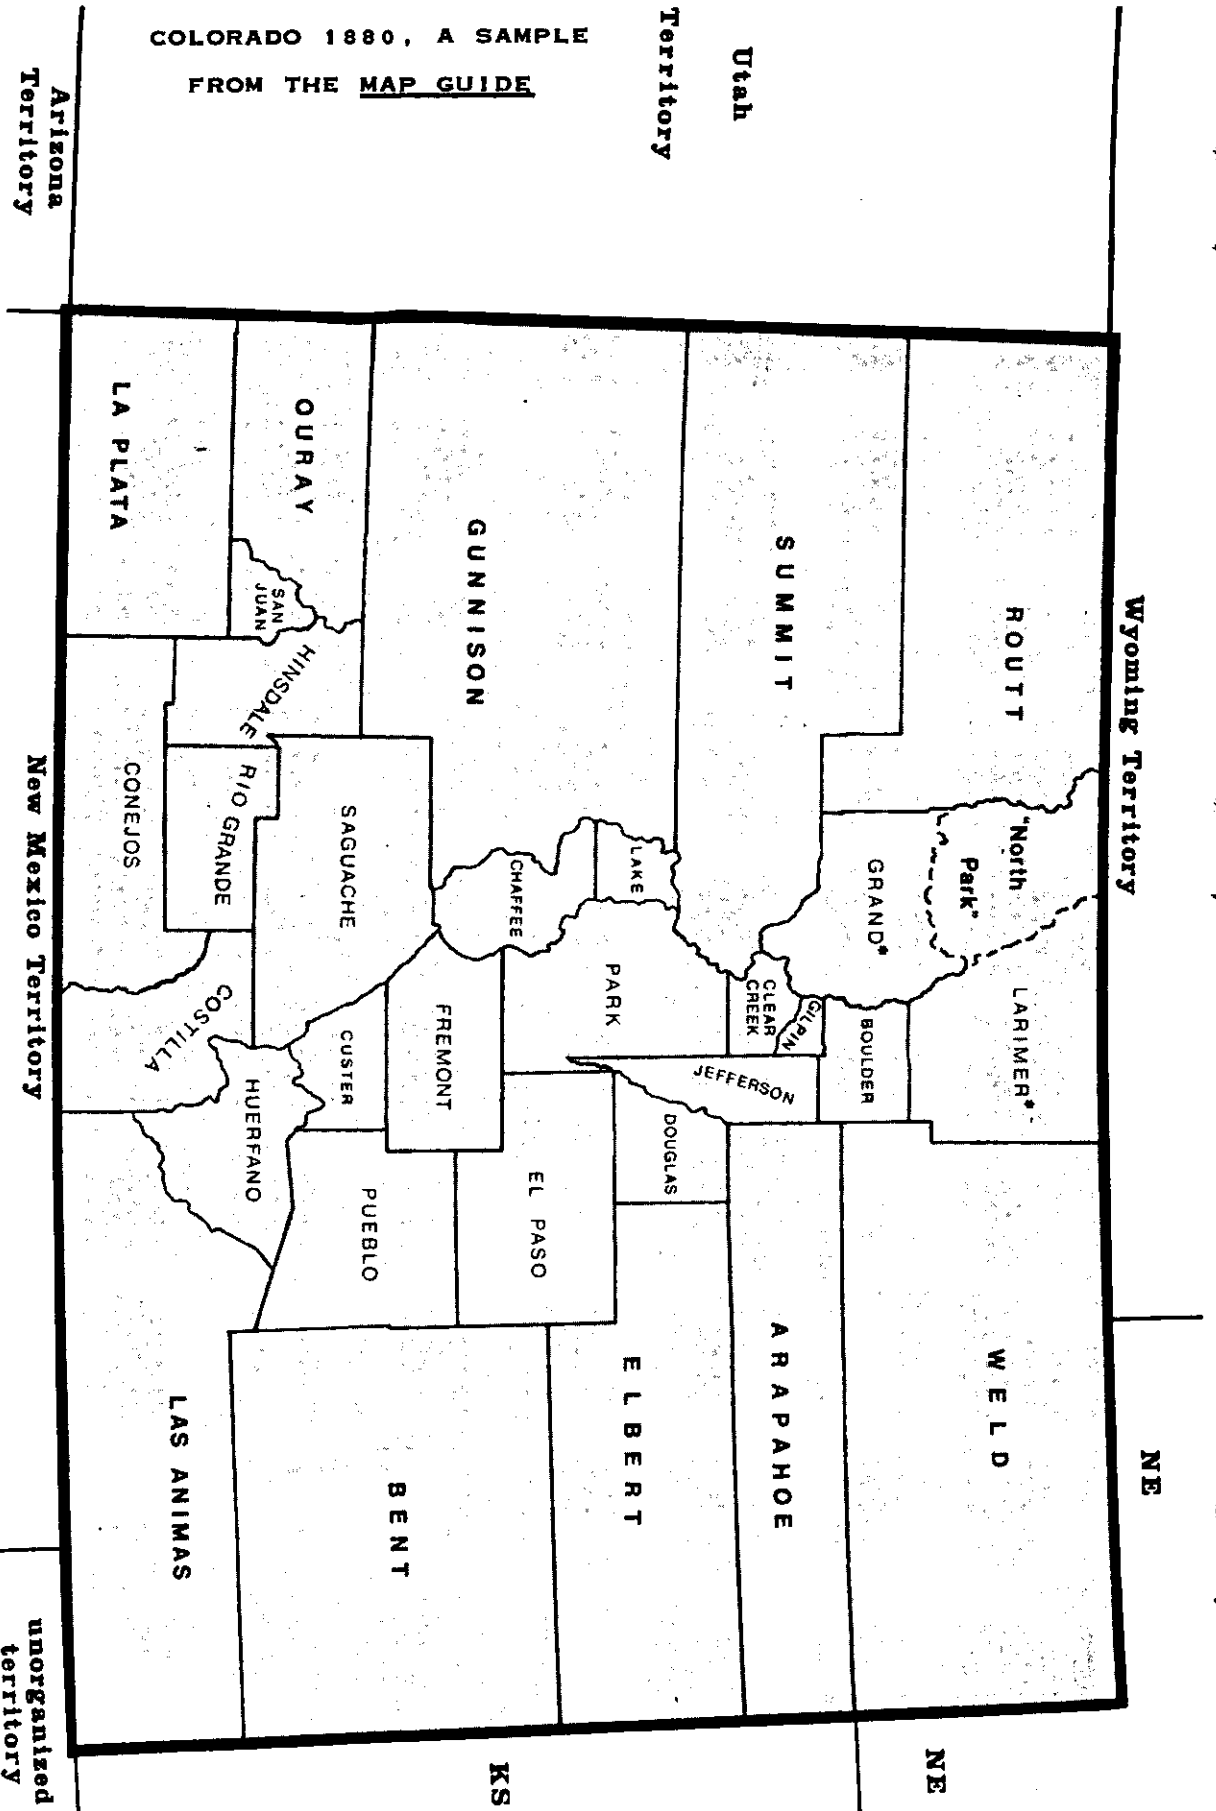 COLORADO 1880, A SAMPLE
FROM THE MAP GUIDE
Utah
Territory
Arizona
Territory
Wyoming Territory
NE
NE
KS
New Mexico Territory
unorganized
territory
ROUTT
"North
Park"
LARIMER*
WELD
SUMMIT
GRAND*
BOULDER
GILPIN
CLEAR
CREEK
JEFFERSON
ARAPAHOE
GUNNISON
LAKE
PARK
DOUGLAS
ELBERT
CHAFFEE
FREMONT
EL PASO
OURAY
SAN
JUAN
HINSDALE
SAGUACHE
CUSTER
PUEBLO
BENT
LA PLATA
RIO GRANDE
CONEJOS
COSTILLA
HUERFANO
LAS ANIMAS